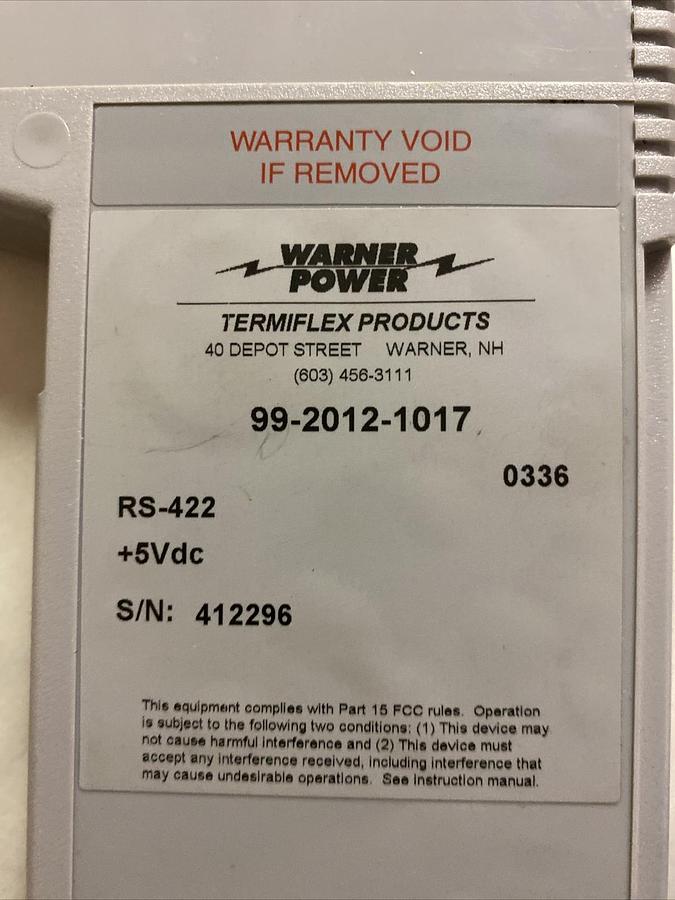 WARRANTY VOID
IF REMOVED
WARNER
POWER
TERMIFLEX PRODUCTS
40 DEPOT STREET WARNER, NH
(603) 456-3111
99-2012-1017
0336
RS-422
+5Vdc
S/N: 412296
This equipment complies with Part 15 FCC rules. Operation
is subject to the following two conditions: (1) This device may
not cause harmful interference and (2) This device must
accept any interference received, including interference that
may cause undesirable operations. See instruction manual.